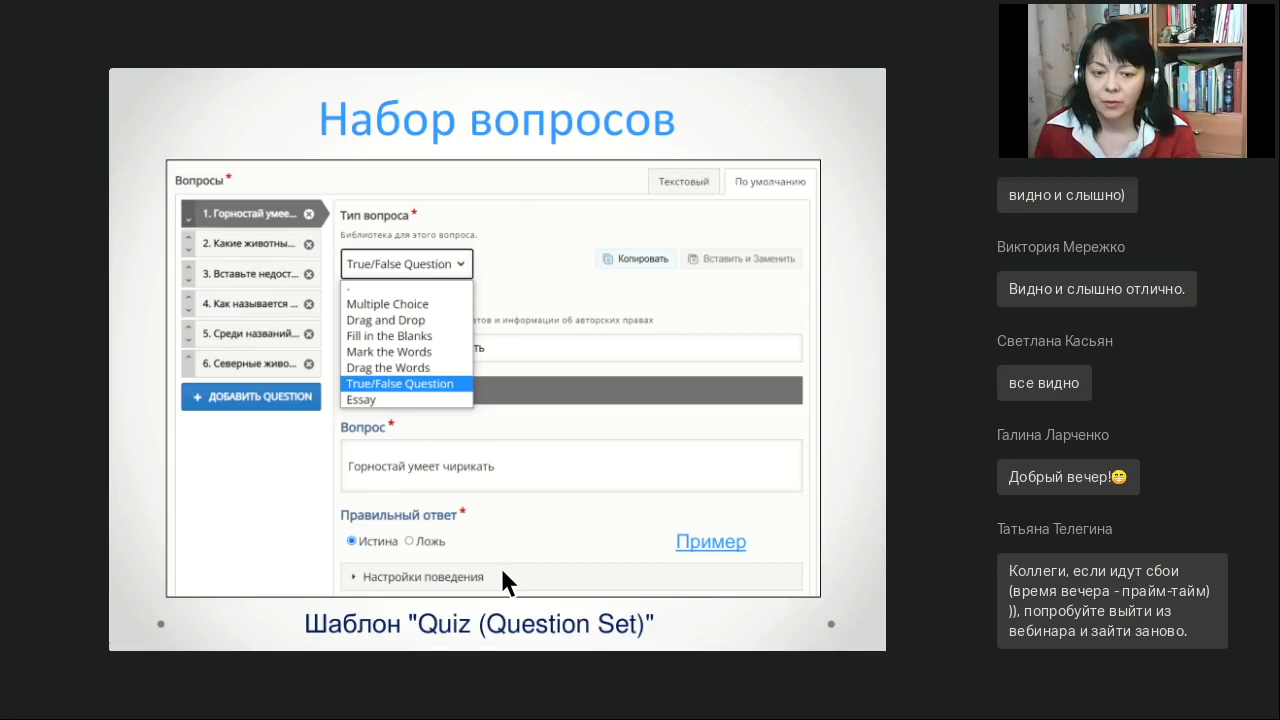 Набор вопросов
Вопросы *
Текстовый
По умолчанию
1. Горностай умее...
2. Какие животны...
3. Вставьте недост...
4. Как называется ...
5. Среди названий...
6. Северные живо...
+ ДОБАВИТЬ QUESTION
Тип вопроса *
Библиотека для этого вопроса.
True/False Question
Копировать
Вставить и Заменить
-
Multiple Choice
Drag and Drop
Fill in the Blanks
Mark the Words
Drag the Words
True/False Question
Essay
тов и информации об авторских правах
ть
Вопрос *
Горностай умеет чирикать
Правильный ответ *
Истина
Ложь
Пример
Настройки поведения
Шаблон "Quiz (Question Set)"
видно и слышно)
Виктория Мережко
Видно и слышно отлично.
Светлана Касьян
все видно
Галина Ларченко
Добрый вечер!😁
Татьяна Телегина
Коллеги, если идут сбои
(время вечера - прайм-тайм)
)), попробуйте выйти из
вебинара и зайти заново.